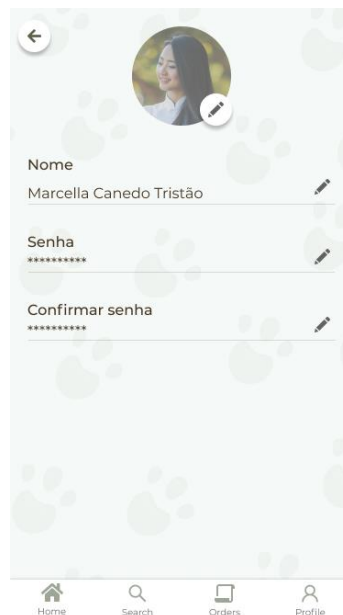 Nome
Marcella Canedo Tristão
Senha
**********
Confirmar senha
**********
Home Search Orders Profile